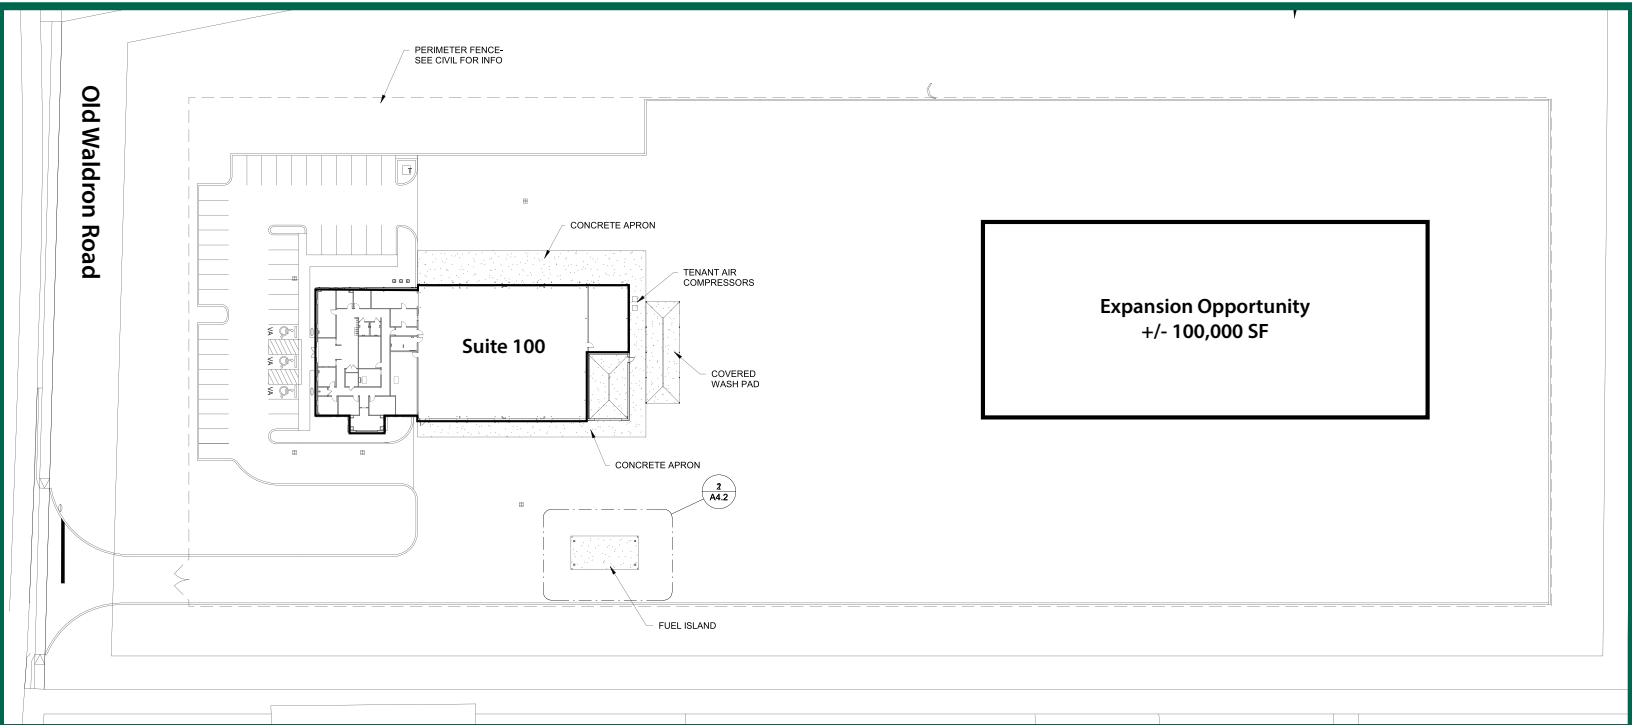 PERIMETER FENCE-
SEE CIVIL FOR INFO
Old Waldron Road
T
CONCRETE APRON
TENANT AIR
COMPRESSORS
Expansion Opportunity
+/- 100,000 SF
Suite 100
VA
VA
VA
COVERED
WASH PAD
CONCRETE APRON
2
A4.2
FUEL ISLAND